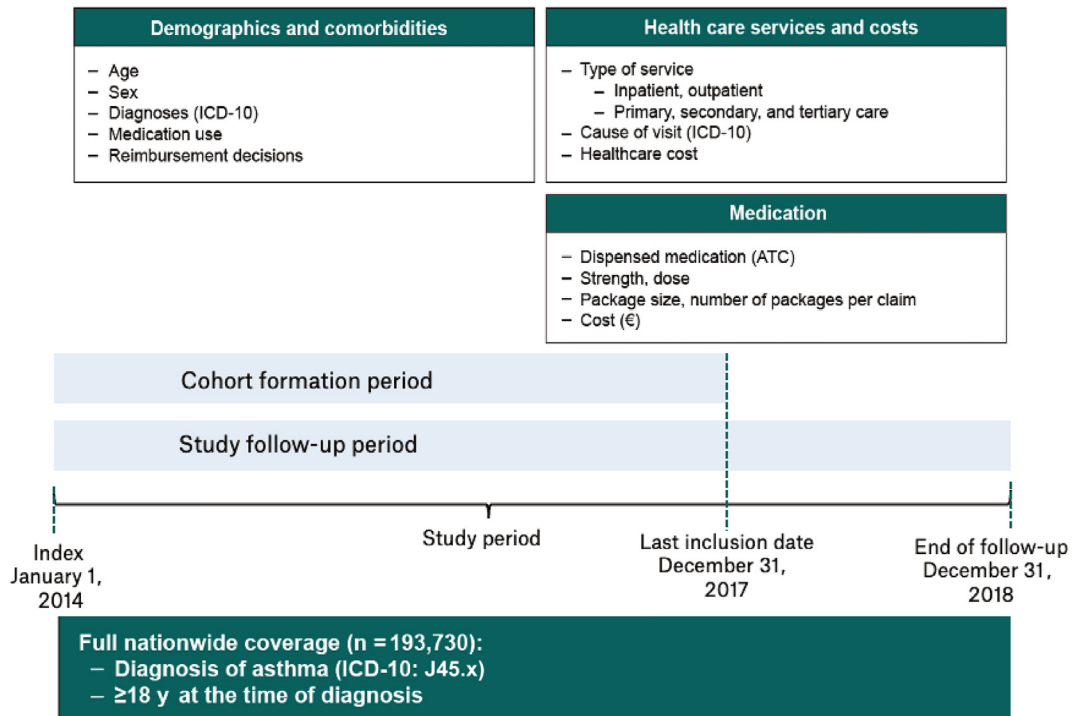 Demographics and comorbidities
– Age
– Sex
– Diagnoses (ICD-10)
– Medication use
– Reimbursement decisions
Health care services and costs
– Type of service
– Inpatient, outpatient
– Primary, secondary, and tertiary care
– Cause of visit (ICD-10)
– Healthcare cost
Medication
– Dispensed medication (ATC)
– Strength, dose
– Package size, number of packages per claim
– Cost (€)
Cohort formation period
Study follow-up period
Study period
Index
January 1,
2014
Last inclusion date
December 31,
2017
End of follow-up
December 31,
2018
Full nationwide coverage (n = 193,730):
– Diagnosis of asthma (ICD-10: J45.x)
– ≥18 y at the time of diagnosis